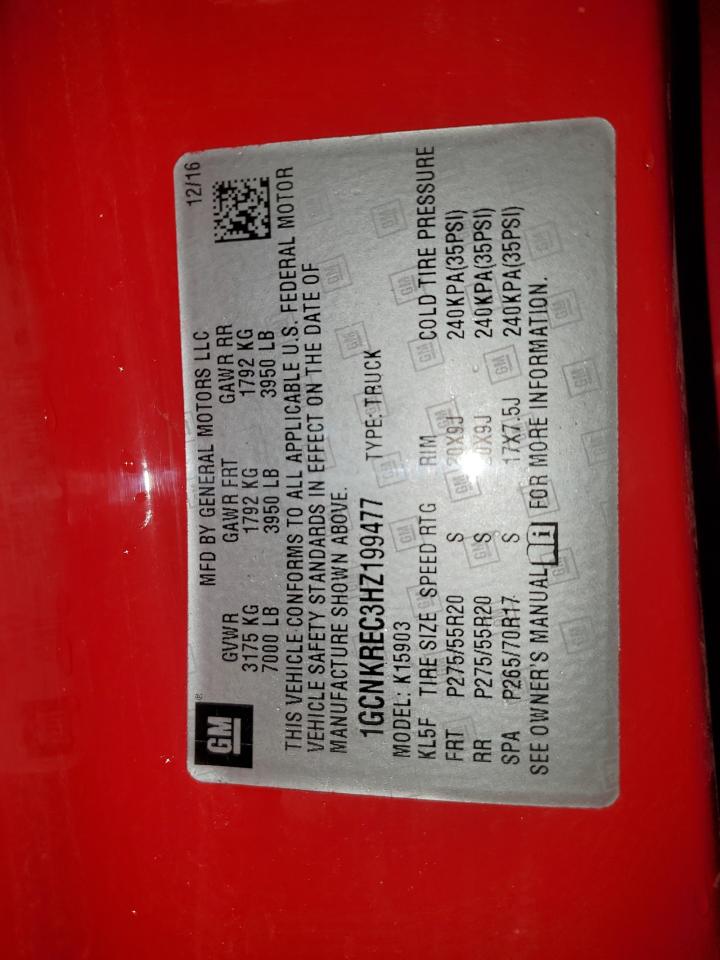 GM
®
MFD BY GENERAL MOTORS LLC 12/16
GVWR GAWR FRT GAWR RR
3175 KG 1792 KG 1792 KG
7000 LB 3950 LB 3950 LB
THIS VEHICLE CONFORMS TO ALL APPLICABLE U.S. FEDERAL MOTOR
VEHICLE SAFETY STANDARDS IN EFFECT ON THE DATE OF
MANUFACTURE SHOWN ABOVE.
1GCNKREC3HZ199477 TYPE: TRUCK
MODEL: K15903
KL5F TIRE SIZE SPEED RTG RIM COLD TIRE PRESSURE
FRT P275/55R20 S 20X9J 240KPA(35PSI)
RR P275/55R20 S 240KPA(35PSI)
SPA P265/70R17 S 17X7.5J 240KPA(35PSI)
SEE OWNER'S MANUAL i FOR MORE INFORMATION.